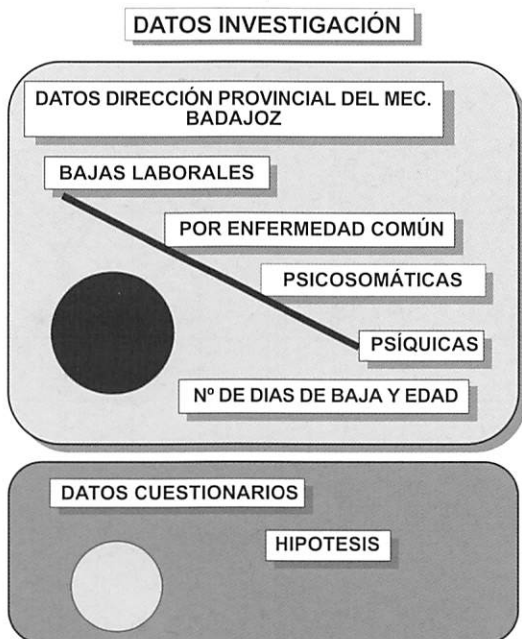 DATOS INVESTIGACIÓN
DATOS DIRECCIÓN PROVINCIAL DEL MEC.
BADAJOZ
BAJAS LABORALES
POR ENFERMEDAD COMÚN
PSICOSOMÁTICAS
PSÍQUICAS
Nº DE DIAS DE BAJA Y EDAD
DATOS CUESTIONARIOS
HIPOTESIS